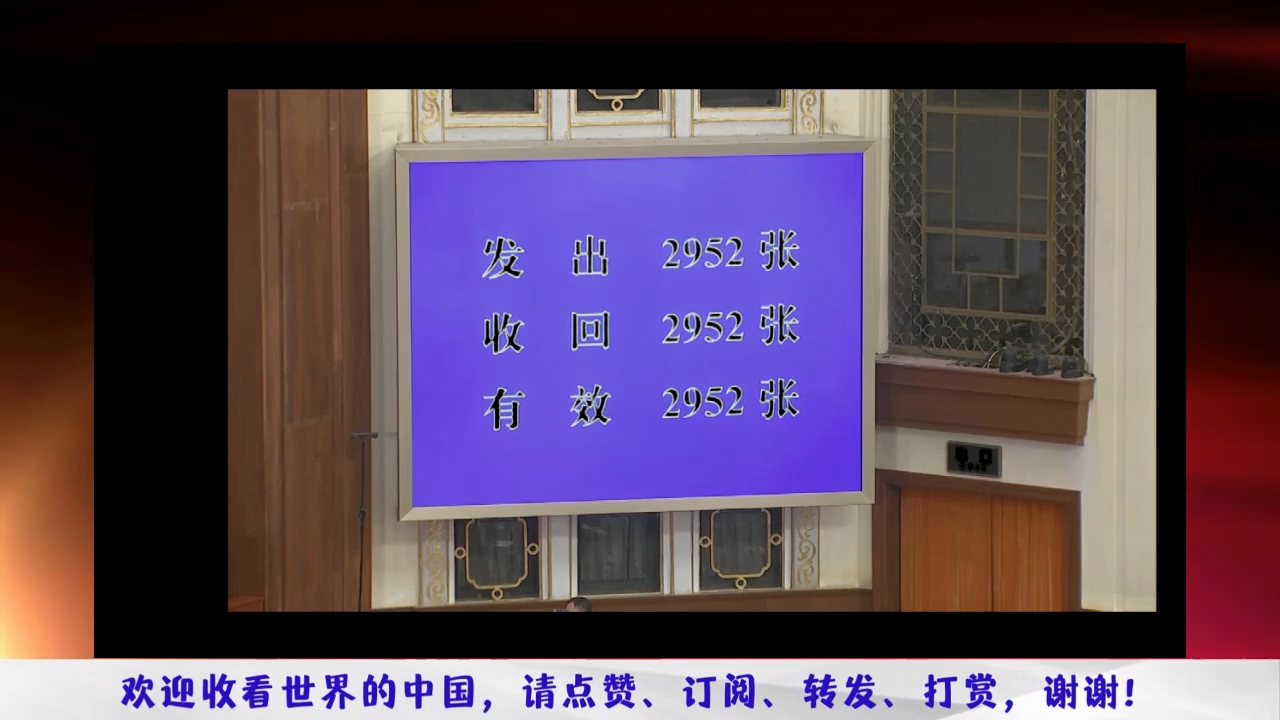 发 出 2952 张
收 回 2952 张
有 效 2952 张
欢迎收看世界的中国，请点赞、订阅、转发、打赏，谢谢！